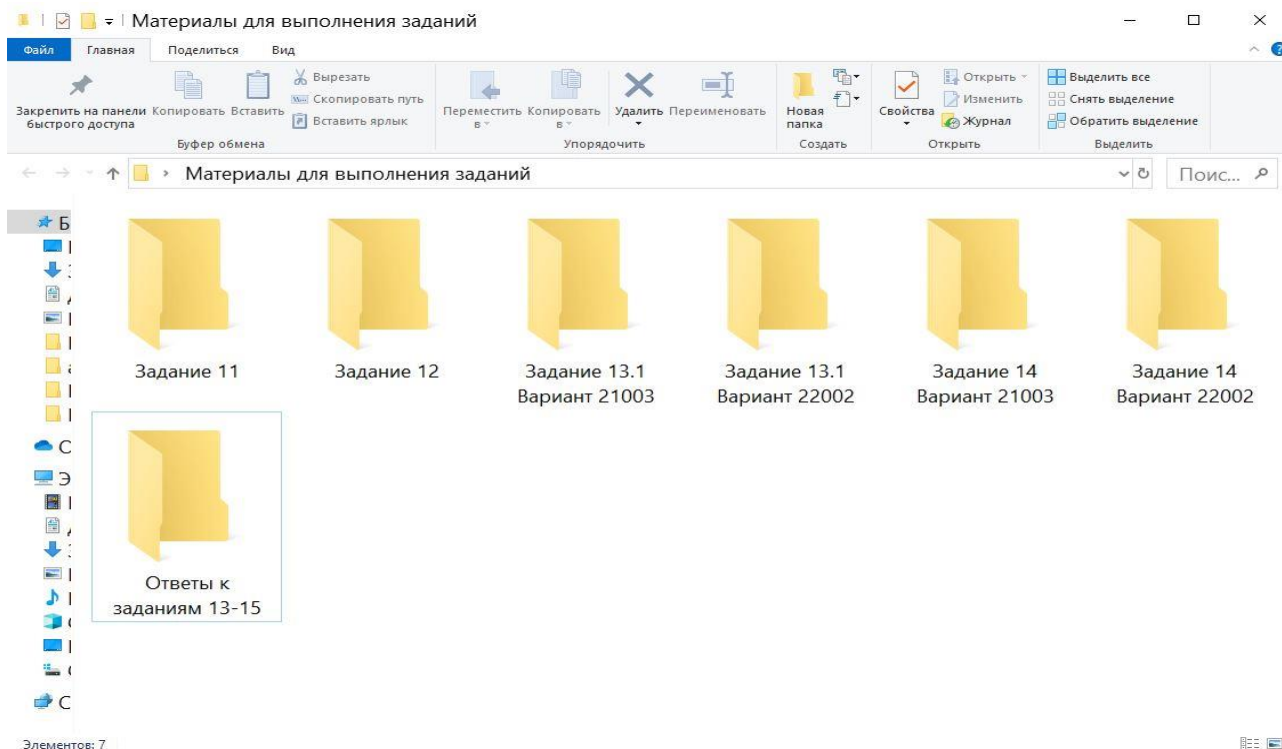 Материалы для выполнения заданий
Файл Главная Поделиться Вид
Закрепить на панели быстрого доступа
Копировать
Вставить
Вырезать
Скопировать путь
Вставить ярлык
Буфер обмена
Переместить в
Копировать в
Удалить
Переименовать
Упорядочить
Новая папка
Создать
Свойства
Открыть
Изменить
Журнал
Открыть
Выделить все
Снять выделение
Обратить выделение
Выделить
Материалы для выполнения заданий
Поис...
Задание 11
Задание 12
Задание 13.1
Вариант 21003
Задание 13.1
Вариант 22002
Задание 14
Вариант 21003
Задание 14
Вариант 22002
Ответы к
заданиям 13-15
Элементов: 7